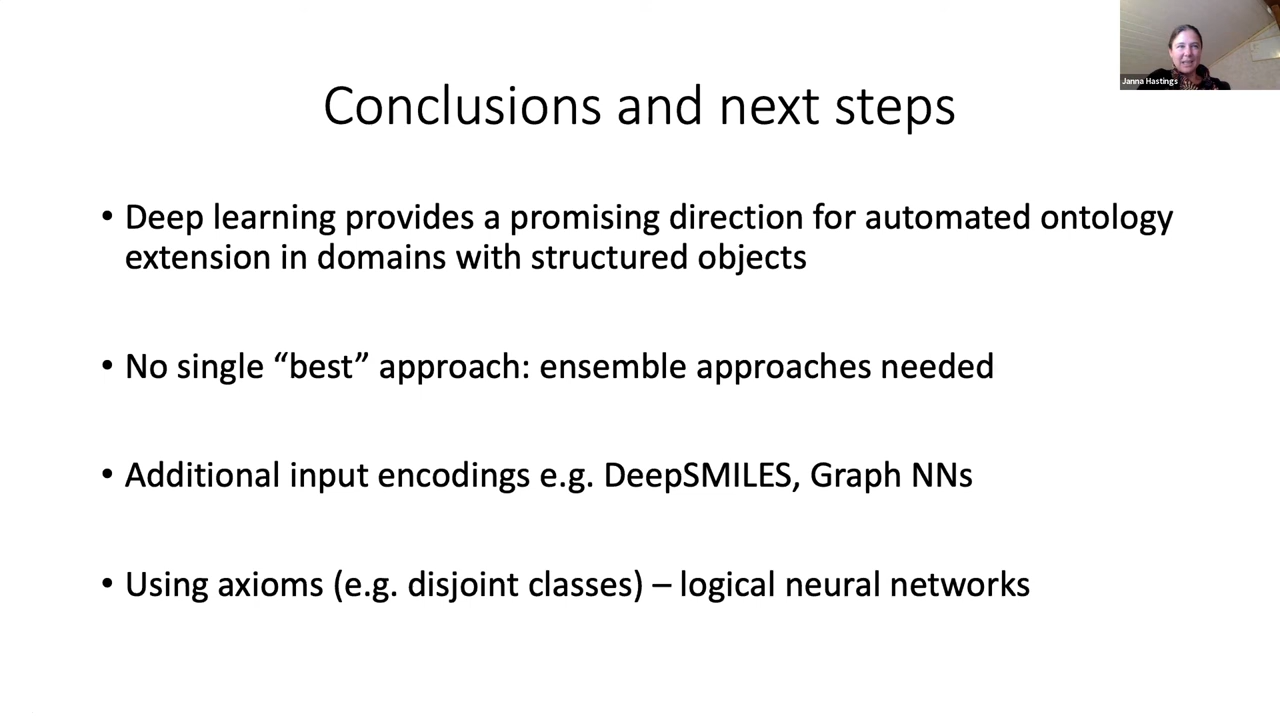 Janna Hastings
Conclusions and next steps
• Deep learning provides a promising direction for automated ontology
extension in domains with structured objects
• No single “best” approach: ensemble approaches needed
• Additional input encodings e.g. DeepSMILES, Graph NNs
• Using axioms (e.g. disjoint classes) – logical neural networks